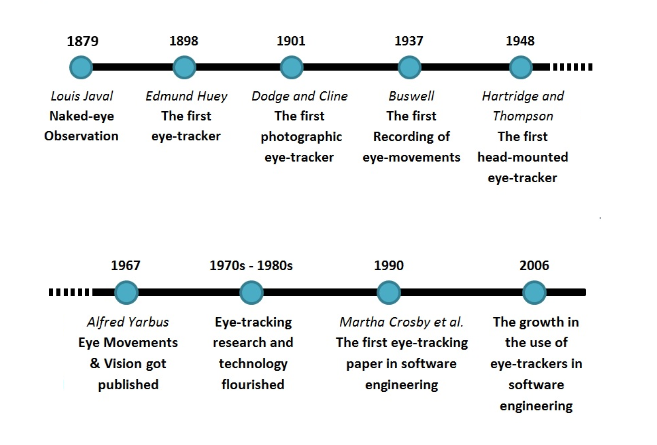 1879 1898 1901 1937 1948
Louis Javal
Naked-eye
Observation
Edmund Huey
The first
eye-tracker
Dodge and Cline
The first
photographic
eye-tracker
Buswell
The first
Recording of
eye-movements
Hartridge and
Thompson
The first
head-mounted
eye-tracker
1967 1970s - 1980s 1990 2006
Alfred Yarbus
Eye Movements
& Vision got
published
Eye-tracking
research and
technology
flourished
Martha Crosby et al.
The first eye-tracking
paper in software
engineering
The growth in
the use of
eye-trackers in
software
engineering